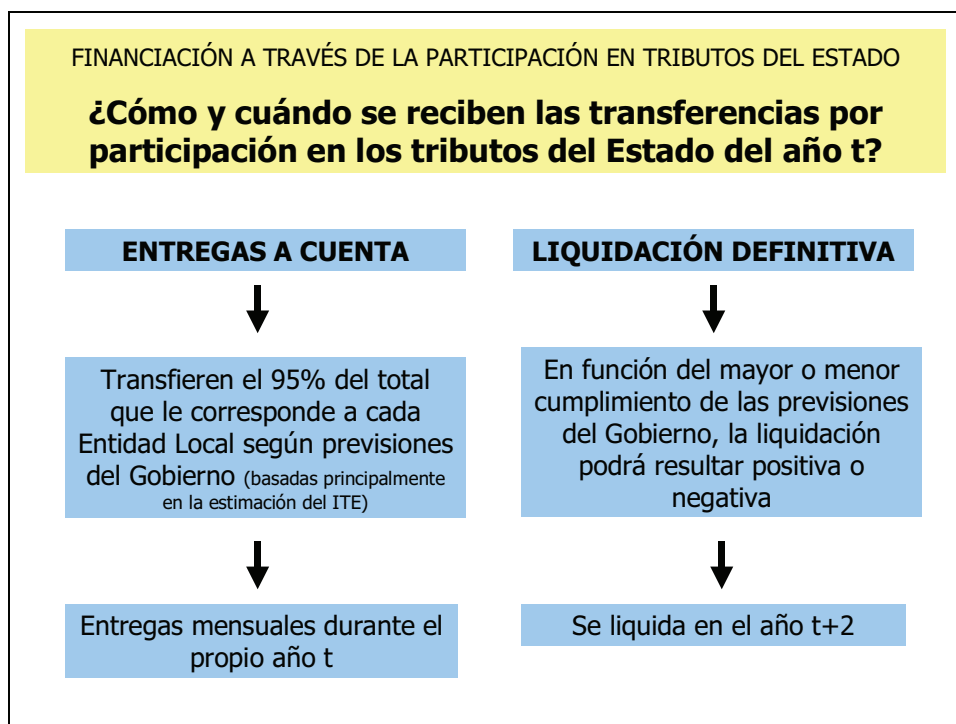 FINANCIACIÓN A TRAVÉS DE LA PARTICIPACIÓN EN TRIBUTOS DEL ESTADO
¿Cómo y cuándo se reciben las transferencias por
participación en los tributos del Estado del año t?
ENTREGAS A CUENTA
Transfieren el 95% del total
que le corresponde a cada
Entidad Local según previsiones
del Gobierno (basadas principalmente
en la estimación del ITE)
Entregas mensuales durante el
propio año t
LIQUIDACIÓN DEFINITIVA
En función del mayor o menor
cumplimiento de las previsiones
del Gobierno, la liquidación
podrá resultar positiva o
negativa
Se liquida en el año t+2